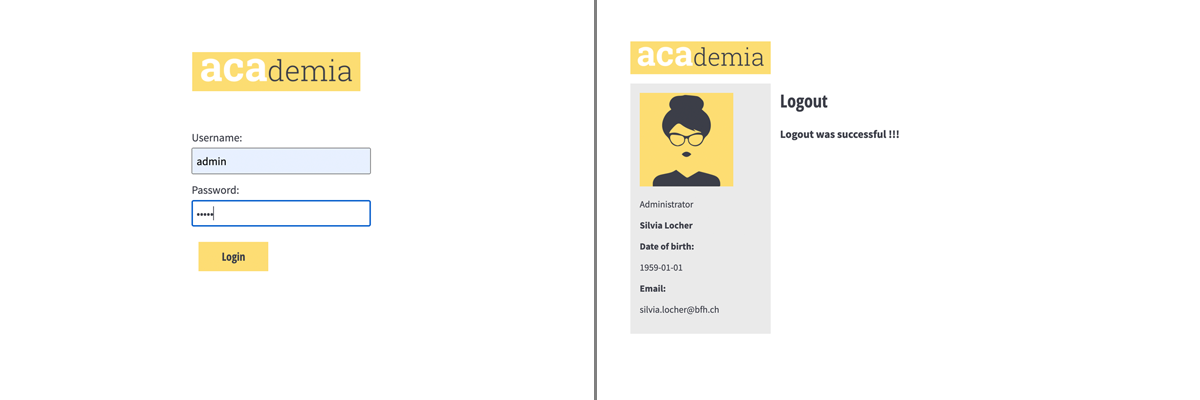 academia
Username:
admin
Password:
•••••
Login
academia
Logout
Logout was successful !!!
Administrator
Silvia Locher
Date of birth:
1959-01-01
Email:
silvia.locher@bfh.ch